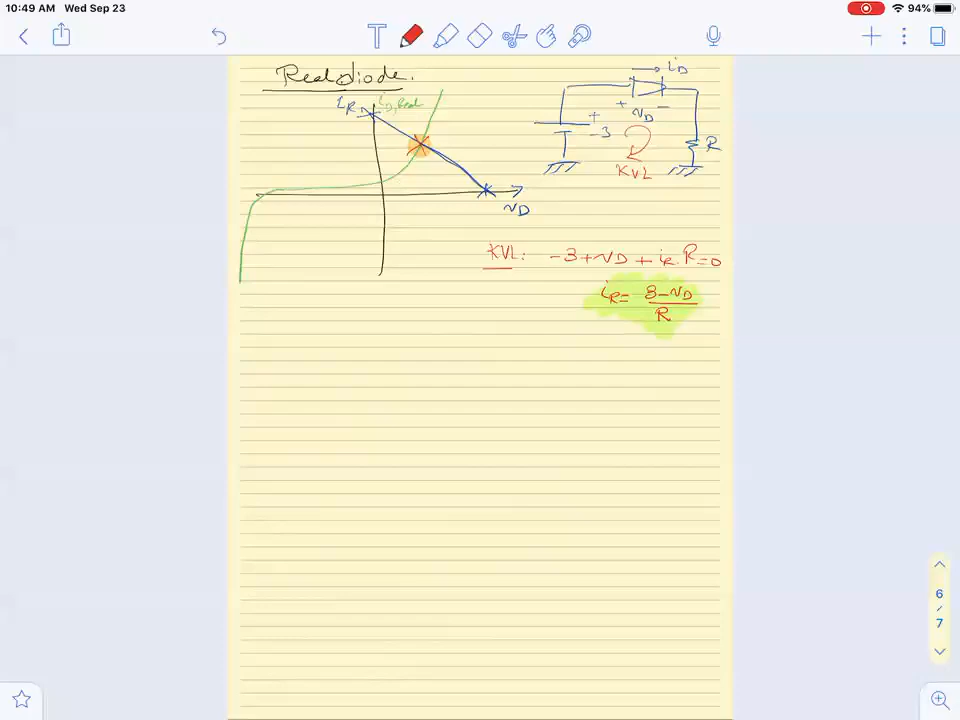 10:49 AM Wed Sep 23
94%
T
Real diode.
iR
iD,Real
iD
+ vD −
+
−3
R
KVL
vD
KVL: −3+vD + iR.R=0
iR= 3−vD
R
6
/
7